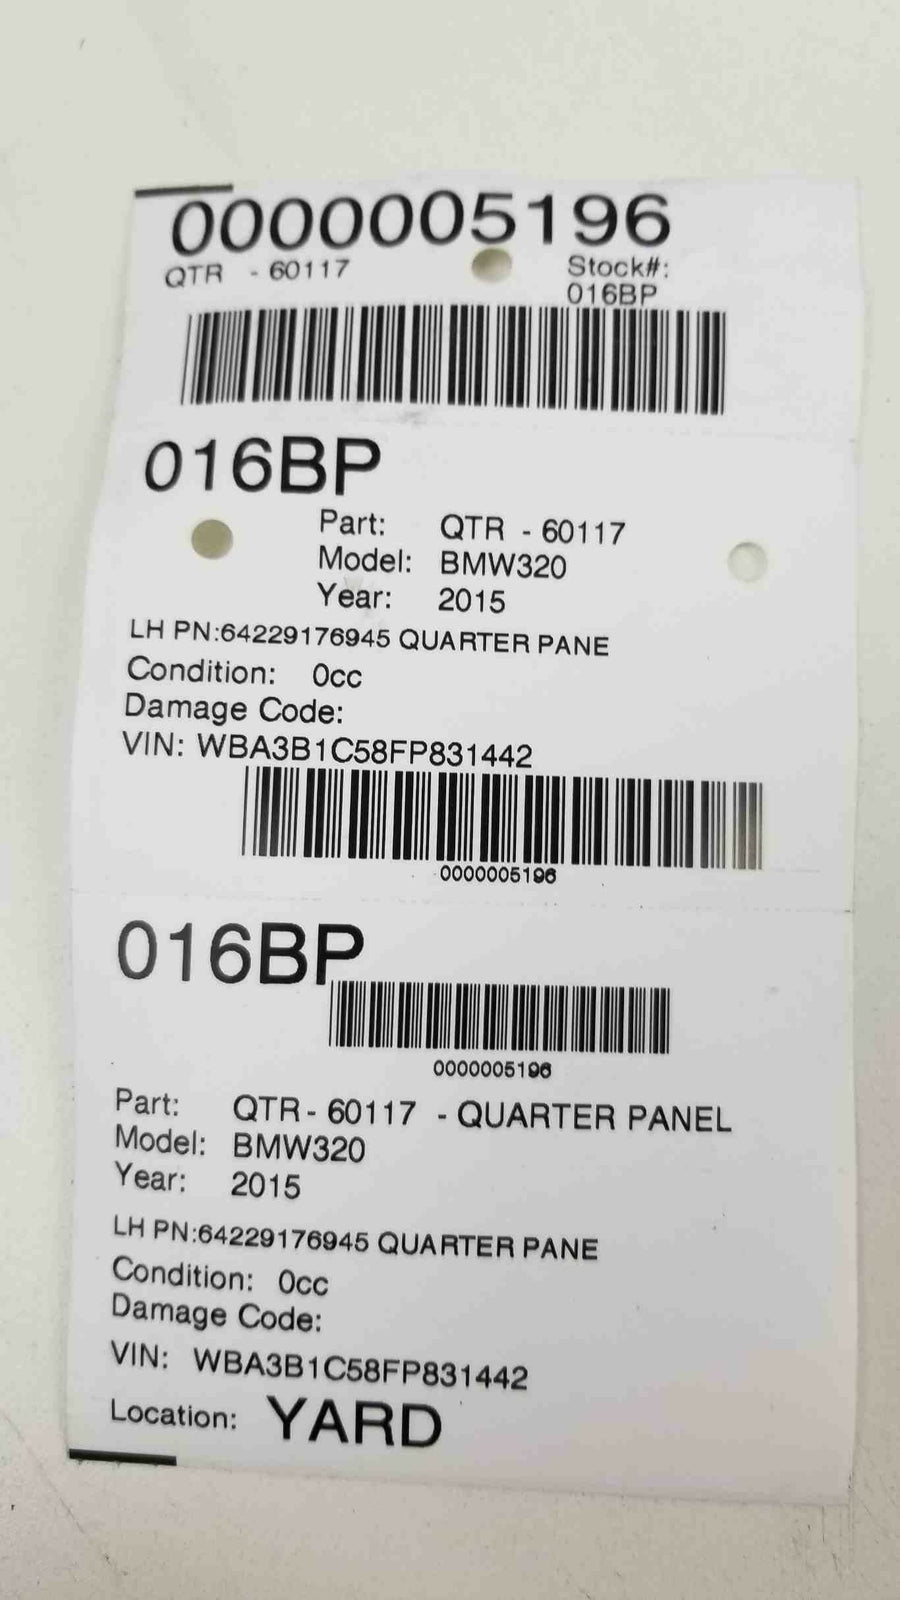 0000005196
QTR - 60117
Stock#:
016BP
016BP
Part: QTR - 60117
Model: BMW320
Year: 2015
LH PN:64229176945 QUARTER PANE
Condition: 0cc
Damage Code:
VIN: WBA3B1C58FP831442
0000005196
016BP
0000005196
Part: QTR- 60117 - QUARTER PANEL
Model: BMW320
Year: 2015
LH PN:64229176945 QUARTER PANE
Condition: 0cc
Damage Code:
VIN: WBA3B1C58FP831442
Location: YARD